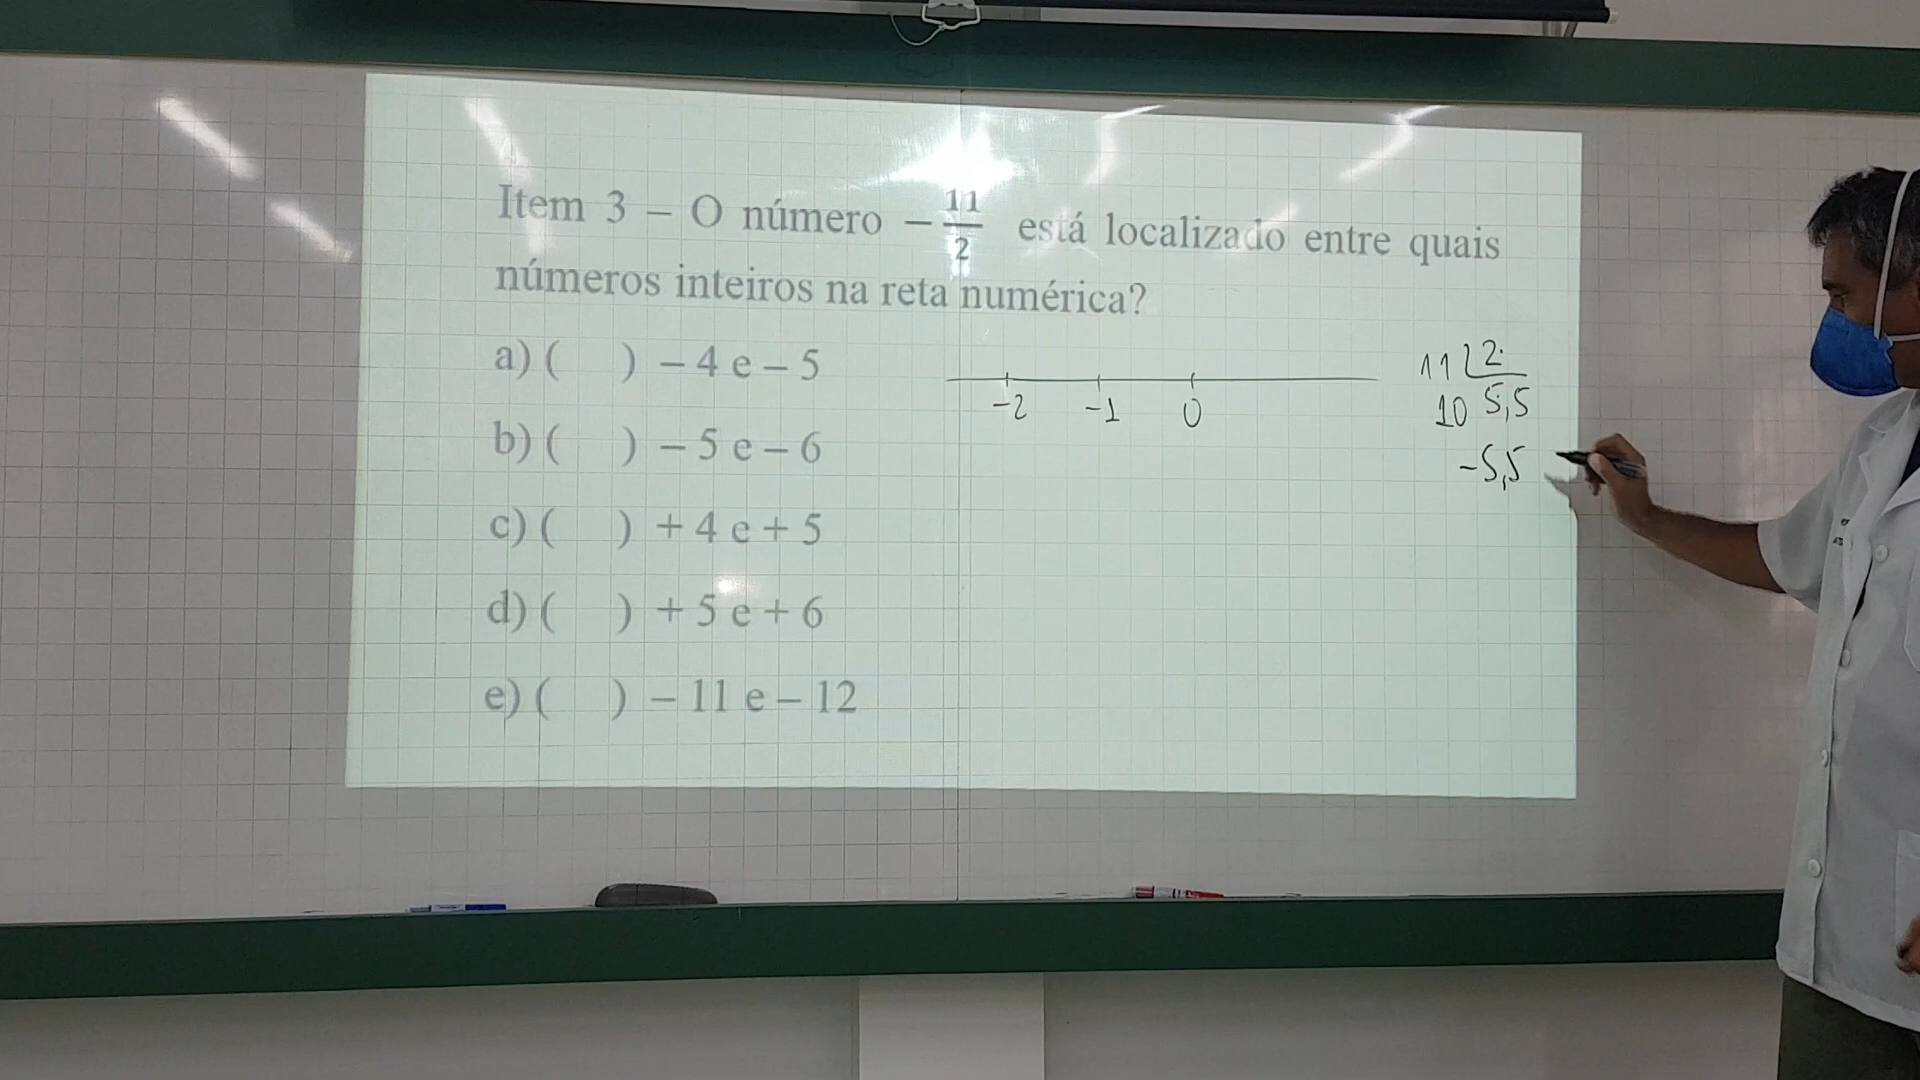 Item 3 – O número – 11/2 está localizado entre quais
números inteiros na reta numérica?
a) (   ) – 4 e – 5
b) (   ) – 5 e – 6
c) (   ) + 4 e + 5
d) (   ) + 5 e + 6
e) (   ) – 11 e – 12
-2 -1 0
11 2
10 5,5
-5,5